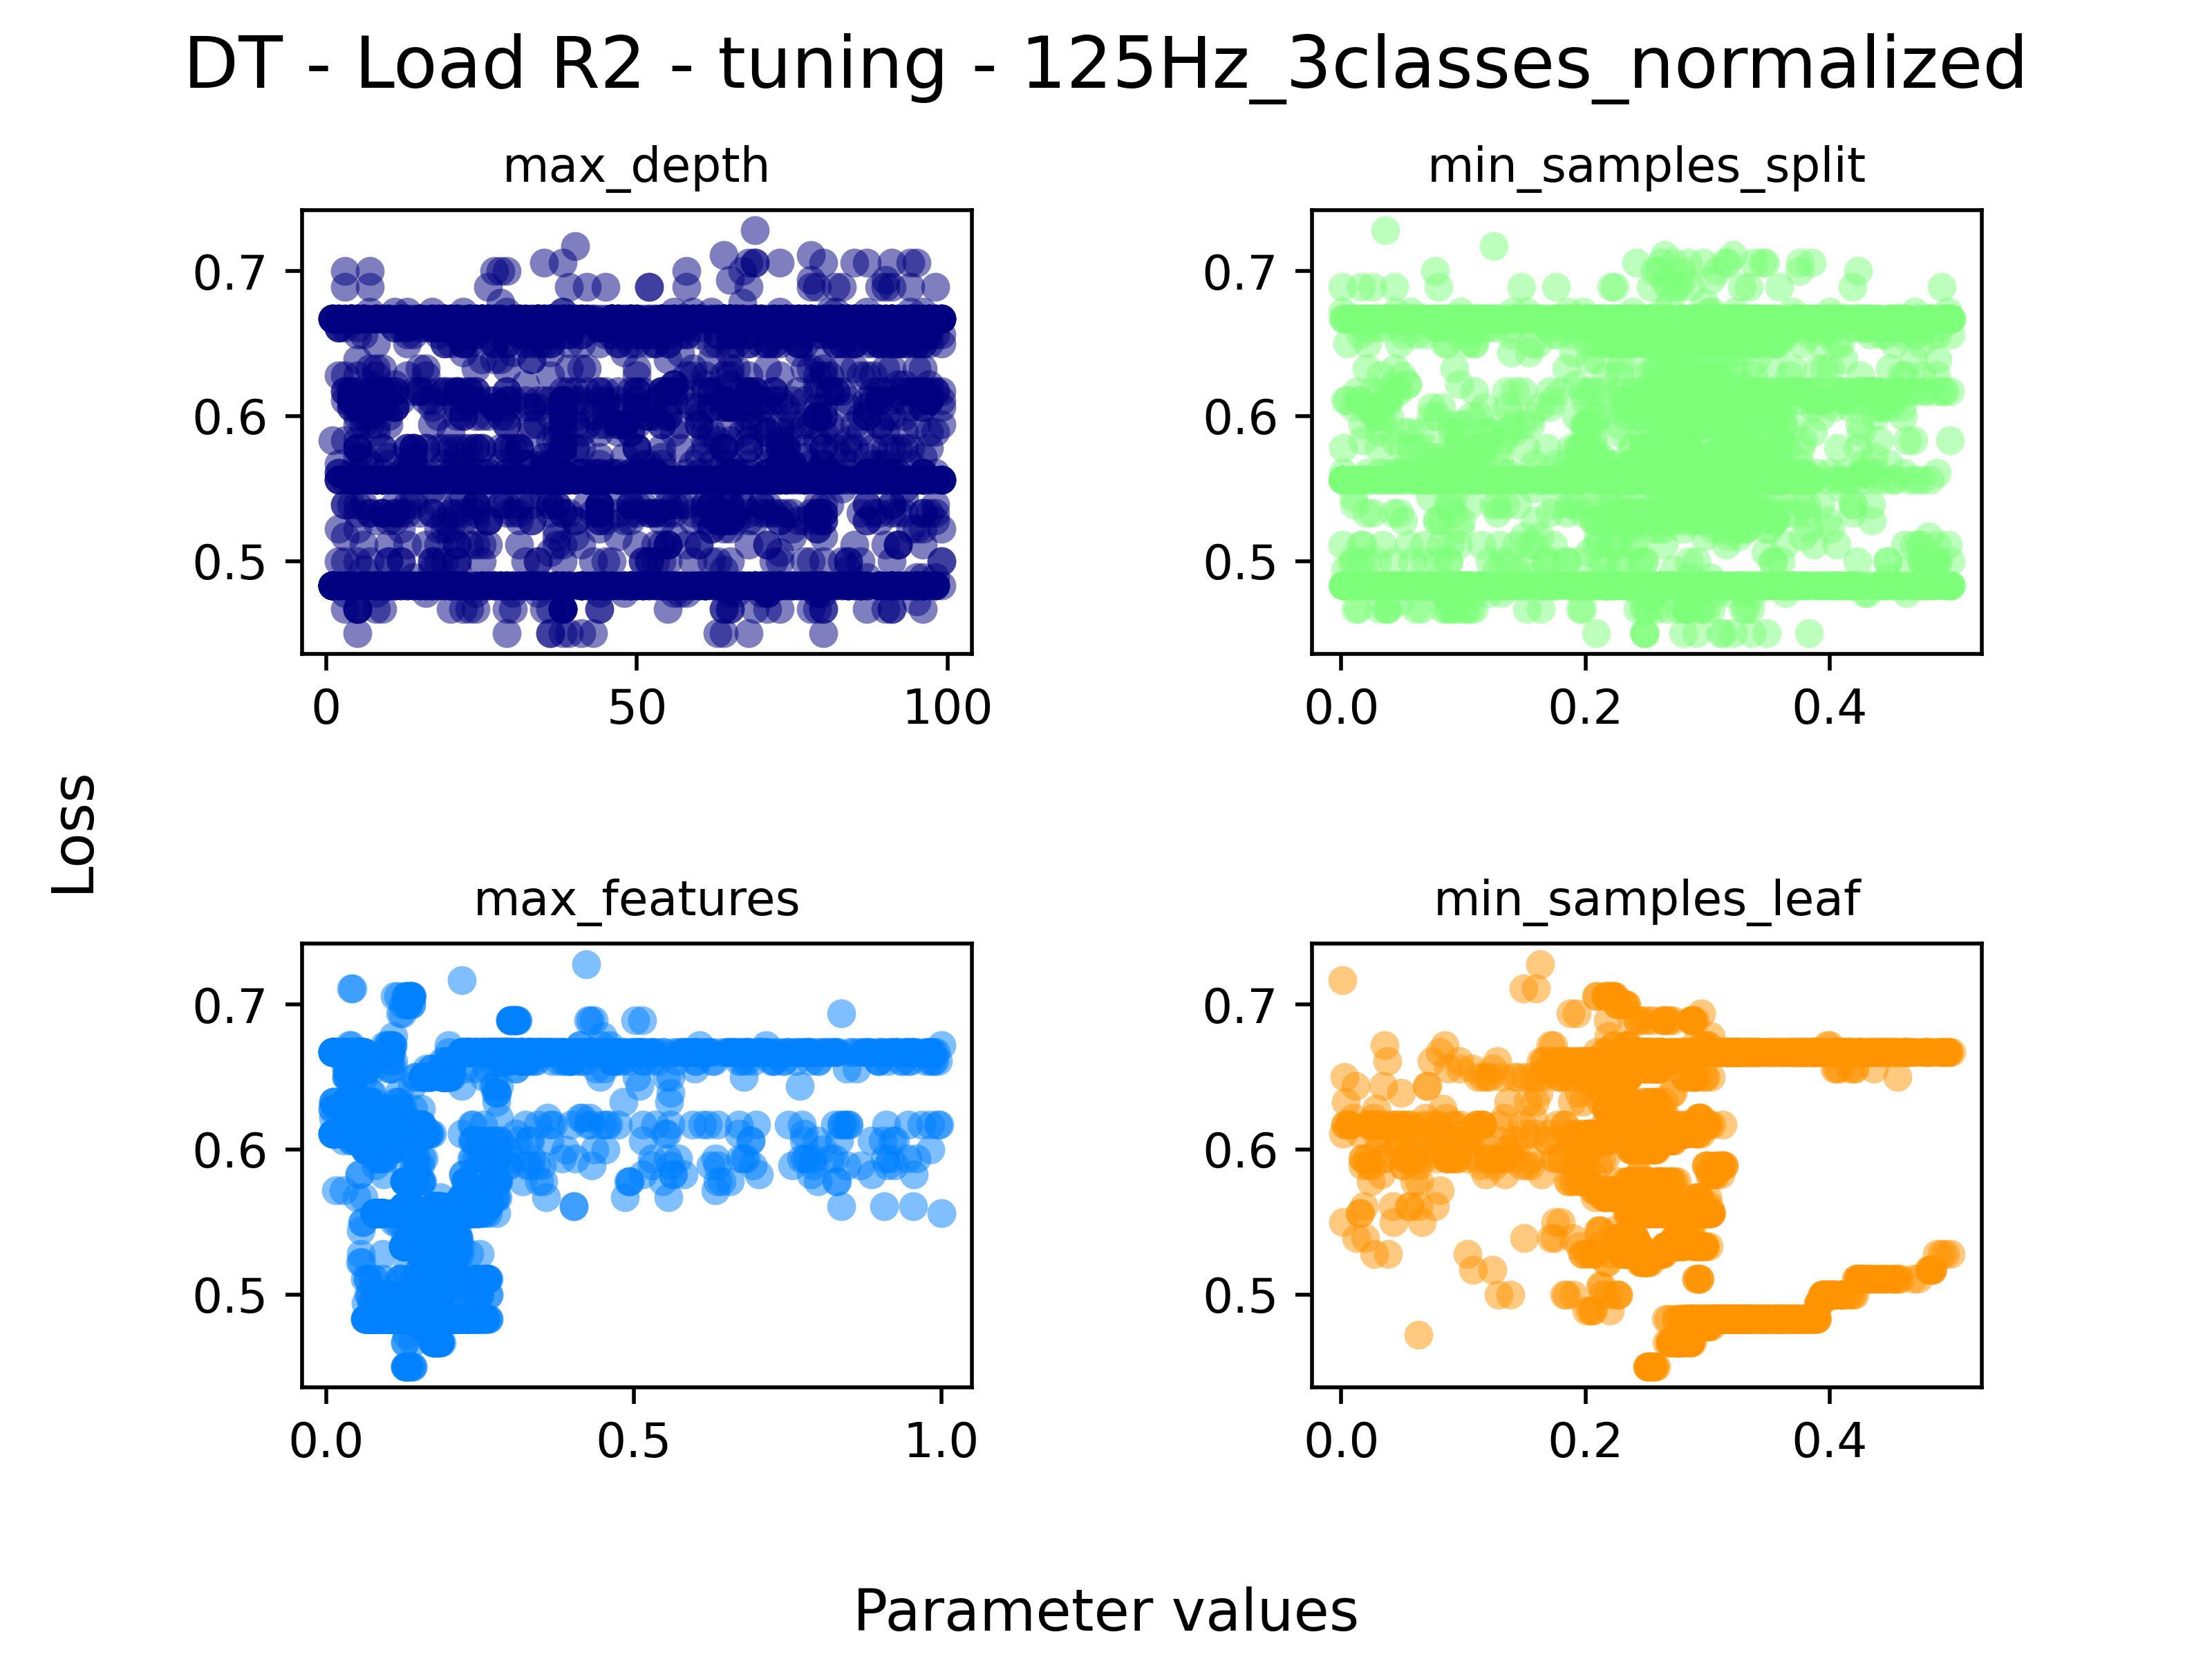 DT - Load R2 - tuning - 125Hz_3classes_normalized
max_depth
0.7
0.6
0.5
0 50 100
min_samples_split
0.7
0.6
0.5
0.0 0.2 0.4
Loss
max_features
0.7
0.6
0.5
0.0 0.5 1.0
min_samples_leaf
0.7
0.6
0.5
0.0 0.2 0.4
Parameter values